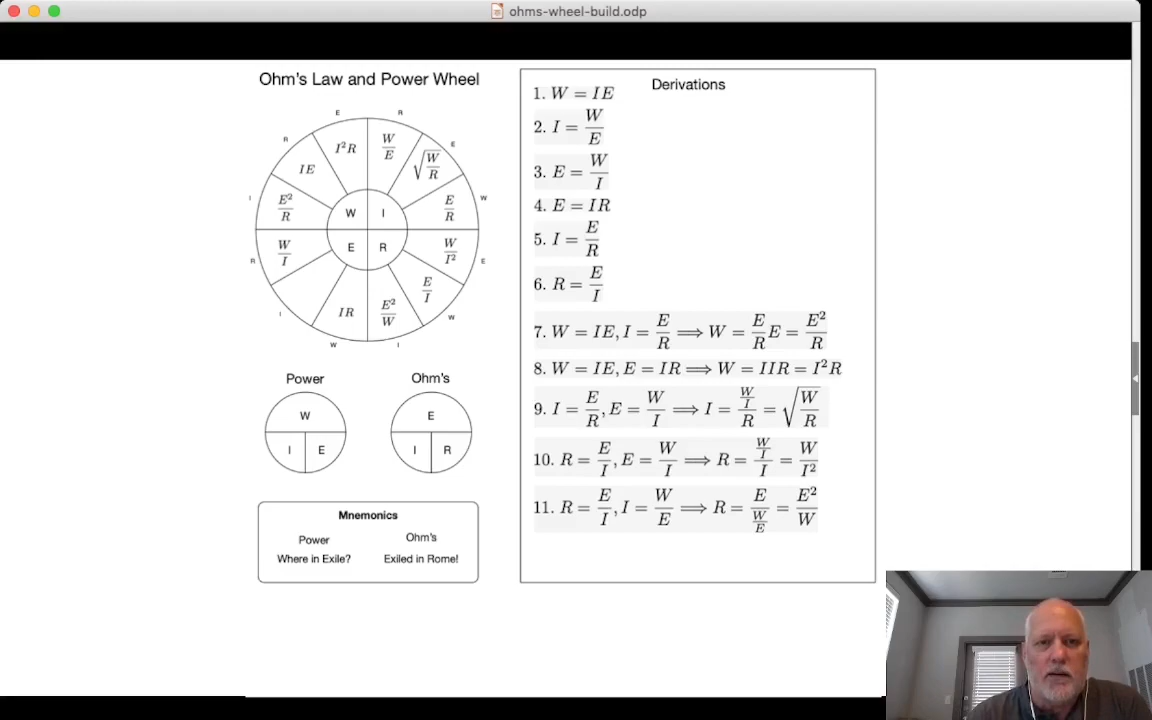 ohms-wheel-build.odp
Ohm's Law and Power Wheel
E R
R I²R W/E E
IE √(W/R)
I E²/R E/R W
W I
E R
R W/I W/I² E
E/I
I IR E²/W W
W I
Power Ohm's
W E
I E I R
Mnemonics
Power Ohm's
Where in Exile? Exiled in Rome!
Derivations
1. W = IE
2. I = W/E
3. E = W/I
4. E = IR
5. I = E/R
6. R = E/I
7. W = IE, I = E/R ⟹ W = E/R E = E²/R
8. W = IE, E = IR ⟹ W = IIR = I²R
9. I = E/R, E = W/I ⟹ I = (W/I)/R = √(W/R)
10. R = E/I, E = W/I ⟹ R = (W/I)/I = W/I²
11. R = E/I, I = W/E ⟹ R = E/(W/E) = E²/W